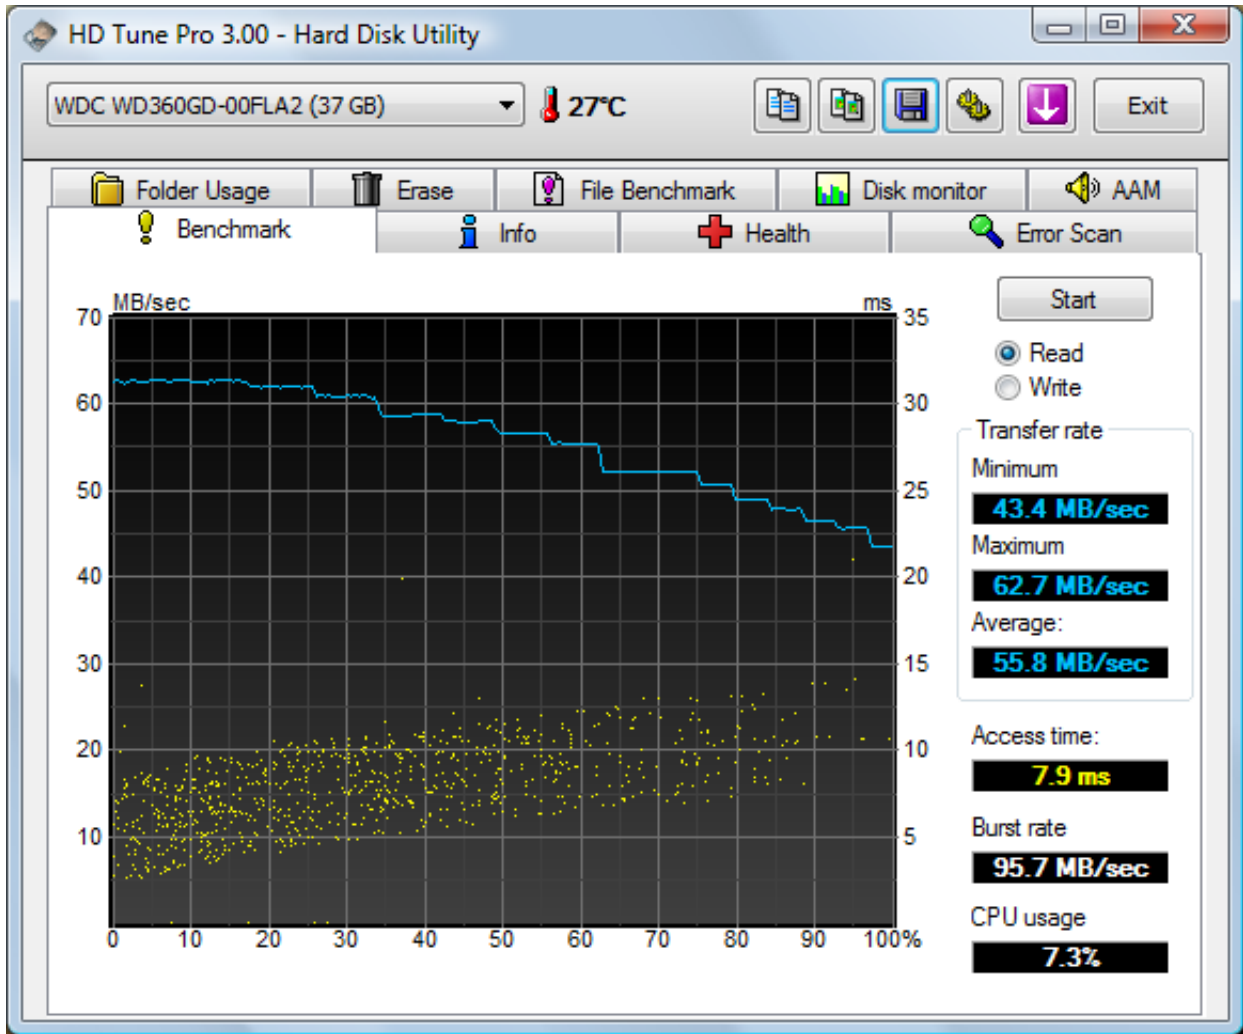 HD Tune Pro 3.00 - Hard Disk Utility
WDC WD360GD-00FLA2 (37 GB)
27°C
Exit
Folder Usage
Erase
File Benchmark
Disk monitor
AAM
Benchmark
Info
Health
Error Scan
MB/sec
ms
70
60
50
40
30
20
10
35
30
25
20
15
10
5
0 10 20 30 40 50 60 70 80 90 100%
Start
Read
Write
Transfer rate
Minimum
43.4 MB/sec
Maximum
62.7 MB/sec
Average:
55.8 MB/sec
Access time:
7.9 ms
Burst rate
95.7 MB/sec
CPU usage
7.3%